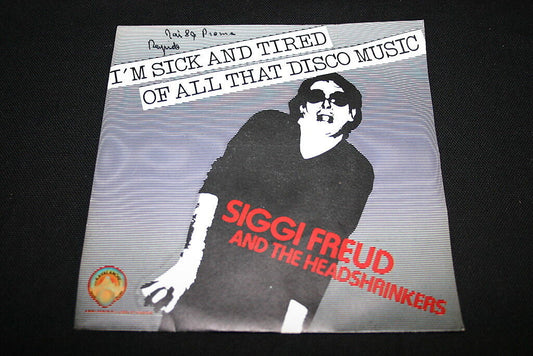 I'M SICK AND TIRED
OF ALL THAT DISCO MUSIC
SIGGI FREUD
AND THE HEADSHRINKERS